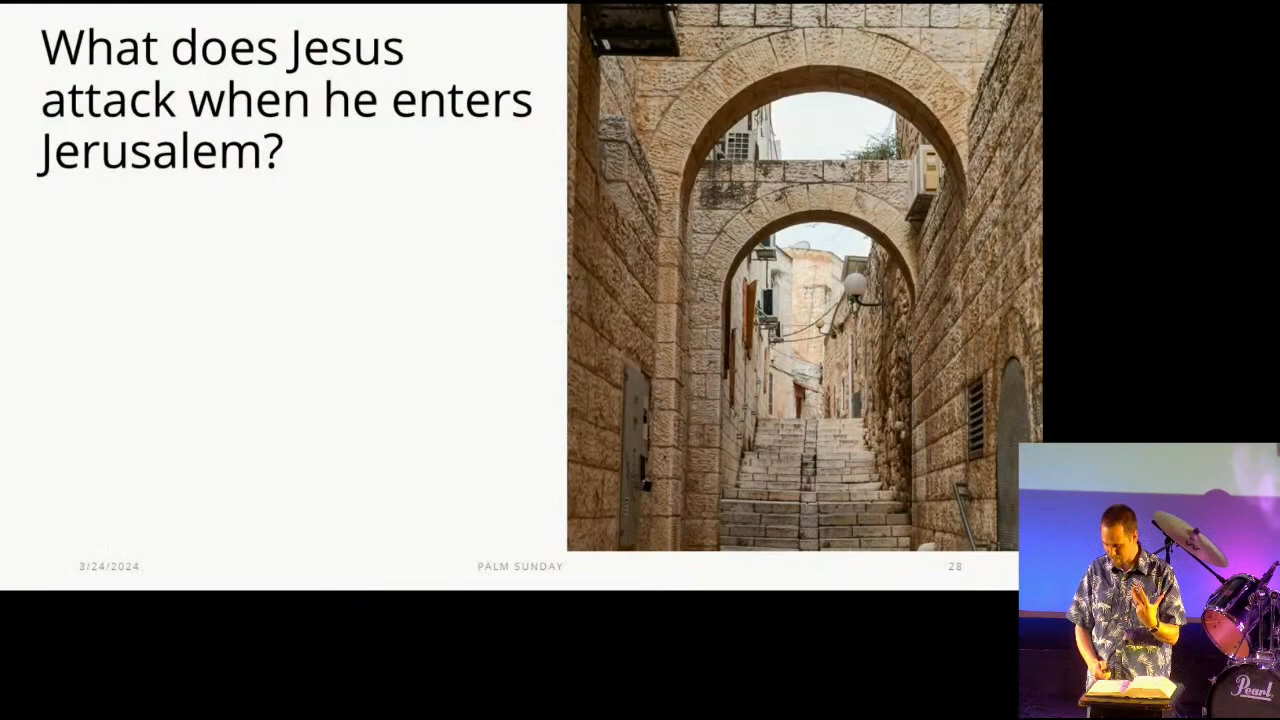 What does Jesus
attack when he enters
Jerusalem?
3/24/2024
PALM SUNDAY
28
Pearl